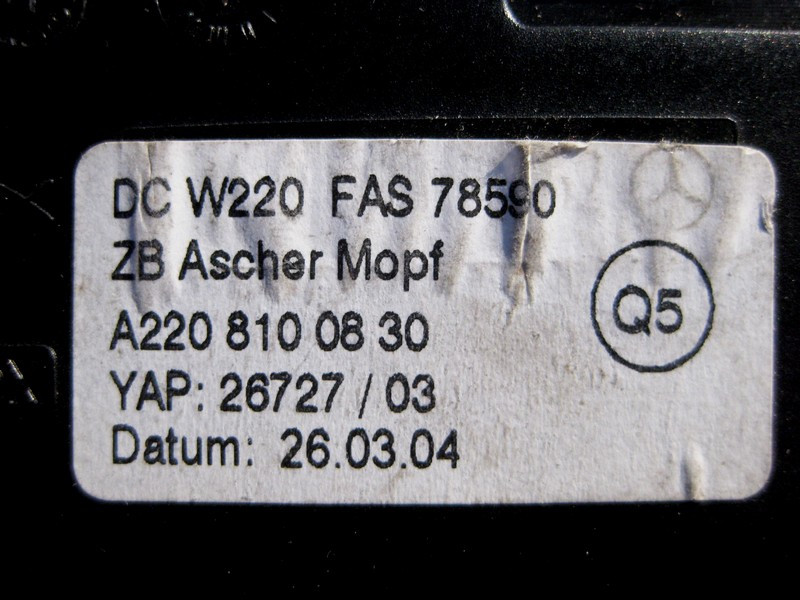 DC W220 FAS 78590
ZB Ascher Mopf
Q5
A220 810 08 30
YAP: 26727 / 03
Datum: 26.03.04